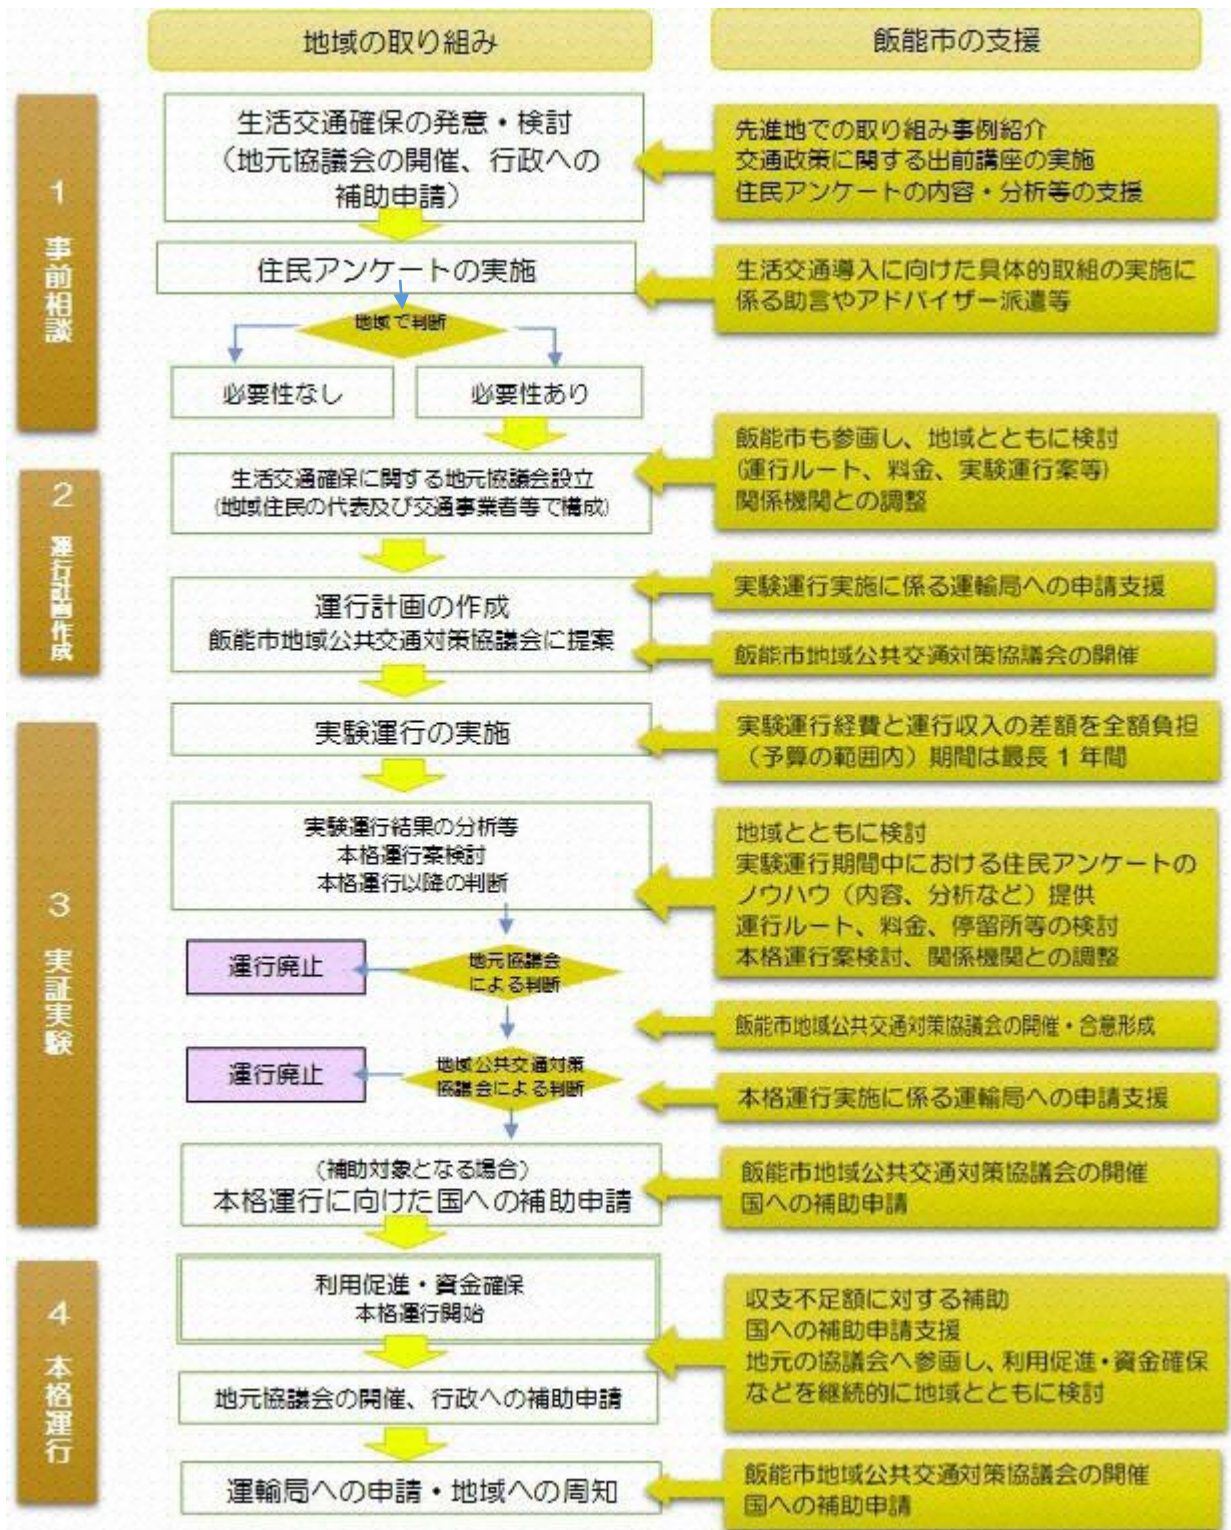 地域の取り組み
飯能市の支援
1 事前相談
生活交通確保の発意・検討
(地元協議会の開催、行政への
補助申請)
先進地での取り組み事例紹介
交通政策に関する出前講座の実施
住民アンケートの内容・分析等の支援
住民アンケートの実施
生活交通導入に向けた具体的取組の実施に
係る助言やアドバイザー派遣等
地域で判断
必要性なし
必要性あり
2 運行計画作成
生活交通確保に関する地元協議会設立
(地域住民の代表及び交通事業者等で構成)
飯能市も参画し、地域とともに検討
(運行ルート、料金、実験運行案等)
関係機関との調整
運行計画の作成
飯能市地域公共交通対策協議会に提案
実験運行実施に係る運輸局への申請支援
飯能市地域公共交通対策協議会の開催
3 実証実験
実験運行の実施
実験運行経費と運行収入の差額を全額負担
(予算の範囲内)期間は最長 1 年間
実験運行結果の分析等
本格運行案検討
本格運行以降の判断
地域とともに検討
実験運行期間中における住民アンケートの
ノウハウ(内容、分析など)提供
運行ルート、料金、停留所等の検討
本格運行案検討、関係機関との調整
運行廃止
地元協議会
による判断
飯能市地域公共交通対策協議会の開催・合意形成
運行廃止
地域公共交通対策
協議会による判断
本格運行実施に係る運輸局への申請支援
(補助対象となる場合)
本格運行に向けた国への補助申請
飯能市地域公共交通対策協議会の開催
国への補助申請
4 本格運行
利用促進・資金確保
本格運行開始
収支不足額に対する補助
国への補助申請支援
地元の協議会へ参画し、利用促進・資金確保
などを継続的に地域とともに検討
地元協議会の開催、行政への補助申請
運輸局への申請・地域への周知
飯能市地域公共交通対策協議会の開催
国への補助申請